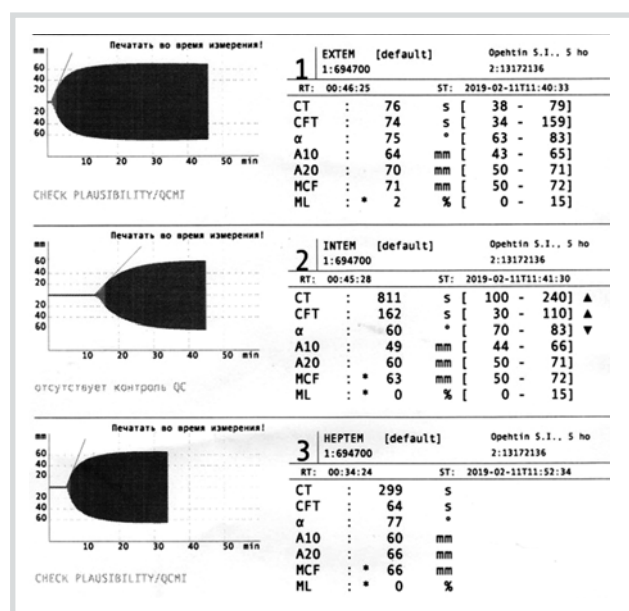 Печатать во время измерения!
mm
60
40
20
20
40
60
10 20 30 40 50 min
CHECK PLAUSIBILITY/QCMI
1 EXTEM [default] Opehtin S.I., 5 ho
1:694700 2:13172136
RT: 00:46:25 ST: 2019-02-11T11:40:33
CT : 76 s [ 38 - 79]
CFT : 74 s [ 34 - 159]
α : 75 ° [ 63 - 83]
A10 : 64 mm [ 43 - 65]
A20 : 70 mm [ 50 - 71]
MCF : 71 mm [ 50 - 72]
ML : * 2 % [ 0 - 15]
Печатать во время измерения!
mm
60
40
20
20
40
60
10 20 30 40 50 min
отсутствует контроль QC
2 INTEM [default] Opehtin S.I., 5 ho
1:694700 2:13172136
RT: 00:45:28 ST: 2019-02-11T11:41:30
CT : 811 s [ 100 - 240] ▲
CFT : 162 s [ 30 - 110] ▲
α : 60 ° [ 70 - 83] ▼
A10 : 49 mm [ 44 - 66]
A20 : 60 mm [ 50 - 71]
MCF : * 63 mm [ 50 - 72]
ML : * 0 % [ 0 - 15]
Печатать во время измерения!
mm
60
40
20
20
40
60
10 20 30 40 50 min
CHECK PLAUSIBILITY/QCMI
3 HEPTEM [default] Opehtin S.I., 5 ho
1:694700 2:13172136
RT: 00:34:24 ST: 2019-02-11T11:52:34
CT : 299 s
CFT : 64 s
α : 77 °
A10 : 60 mm
A20 : 66 mm
MCF : * 66 mm
ML : * 0 %